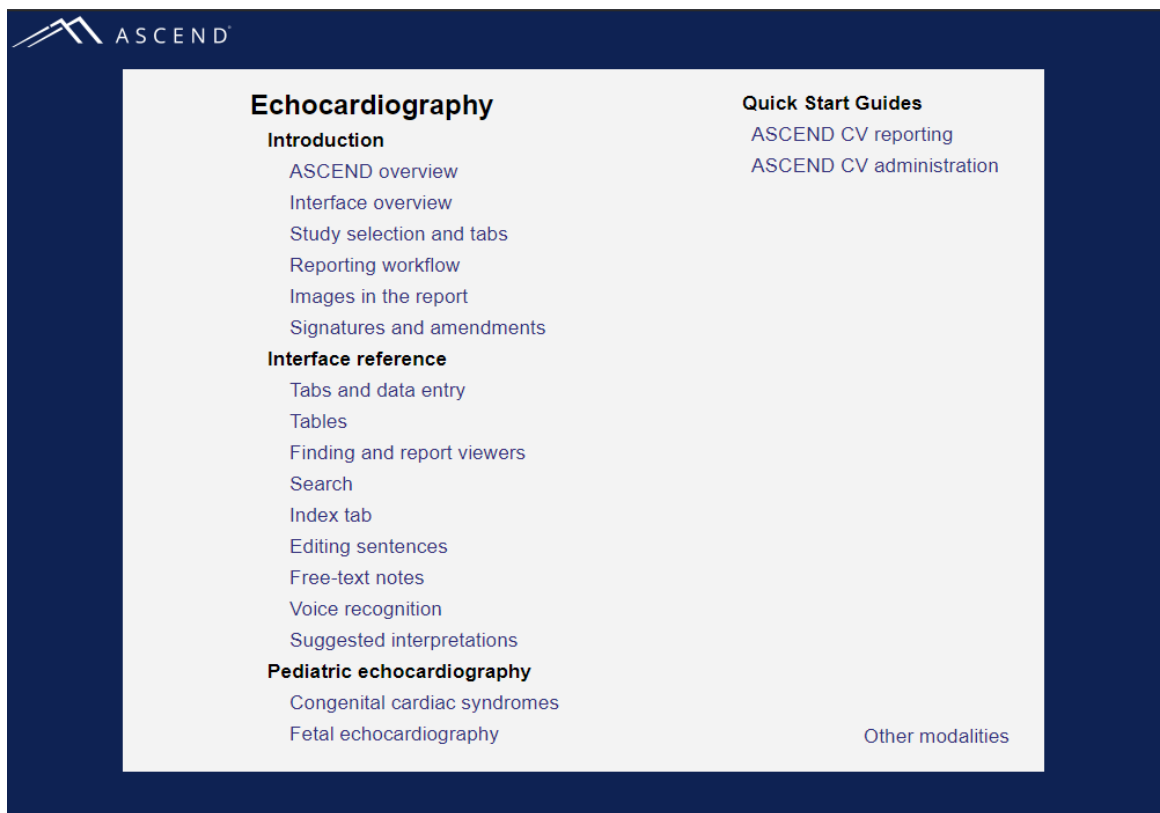 ASCEND
Echocardiography
Introduction
ASCEND overview
Interface overview
Study selection and tabs
Reporting workflow
Images in the report
Signatures and amendments
Interface reference
Tabs and data entry
Tables
Finding and report viewers
Search
Index tab
Editing sentences
Free-text notes
Voice recognition
Suggested interpretations
Pediatric echocardiography
Congenital cardiac syndromes
Fetal echocardiography
Quick Start Guides
ASCEND CV reporting
ASCEND CV administration
Other modalities